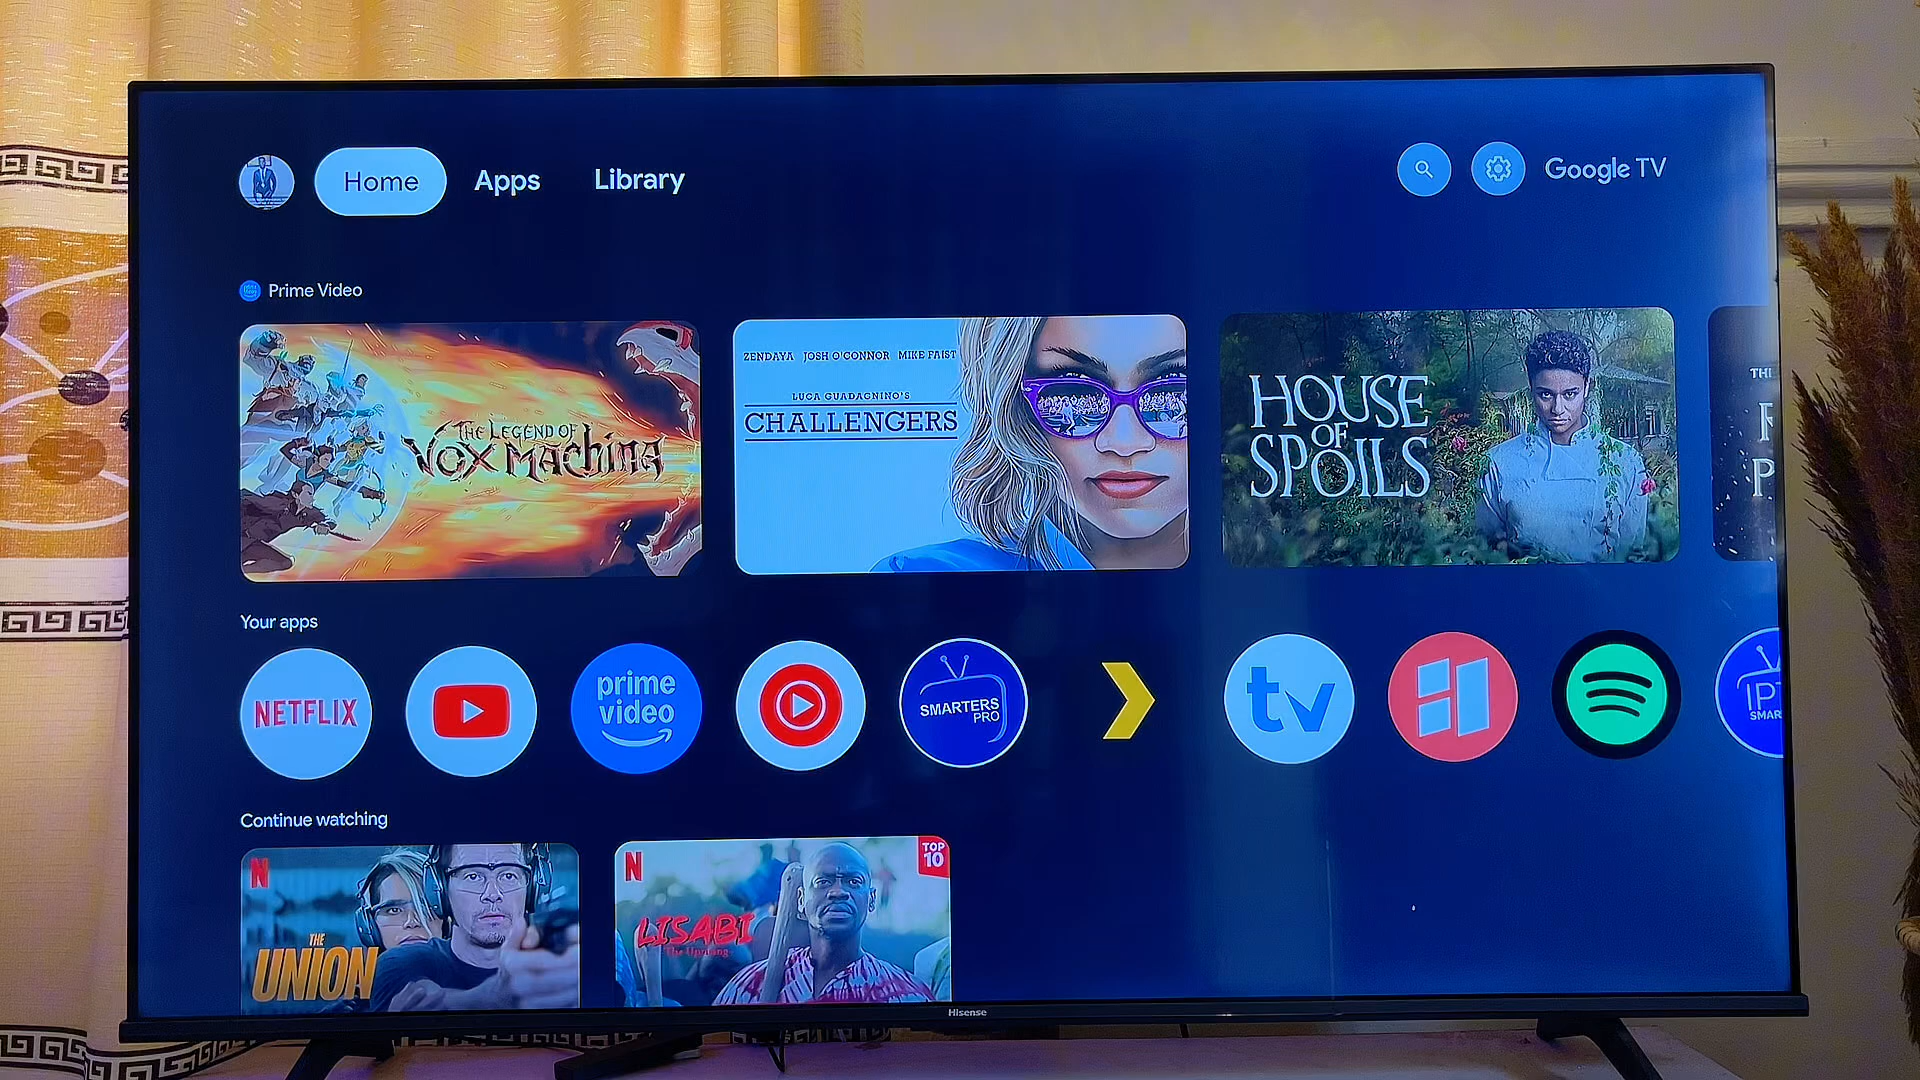 Home
Apps
Library
Google TV
Prime Video
THE LEGEND OF
VOX MACHINA
ZENDAYA JOSH O'CONNOR MIKE FAIST
LUCA GUADAGNINO'S
CHALLENGERS
HOUSE
OF
SPOILS
Your apps
NETFLIX
prime
video
SMARTERS
PRO
tv
Continue watching
N
THE
UNION
N
TOP
10
LISABI
The Uprising
Hisense